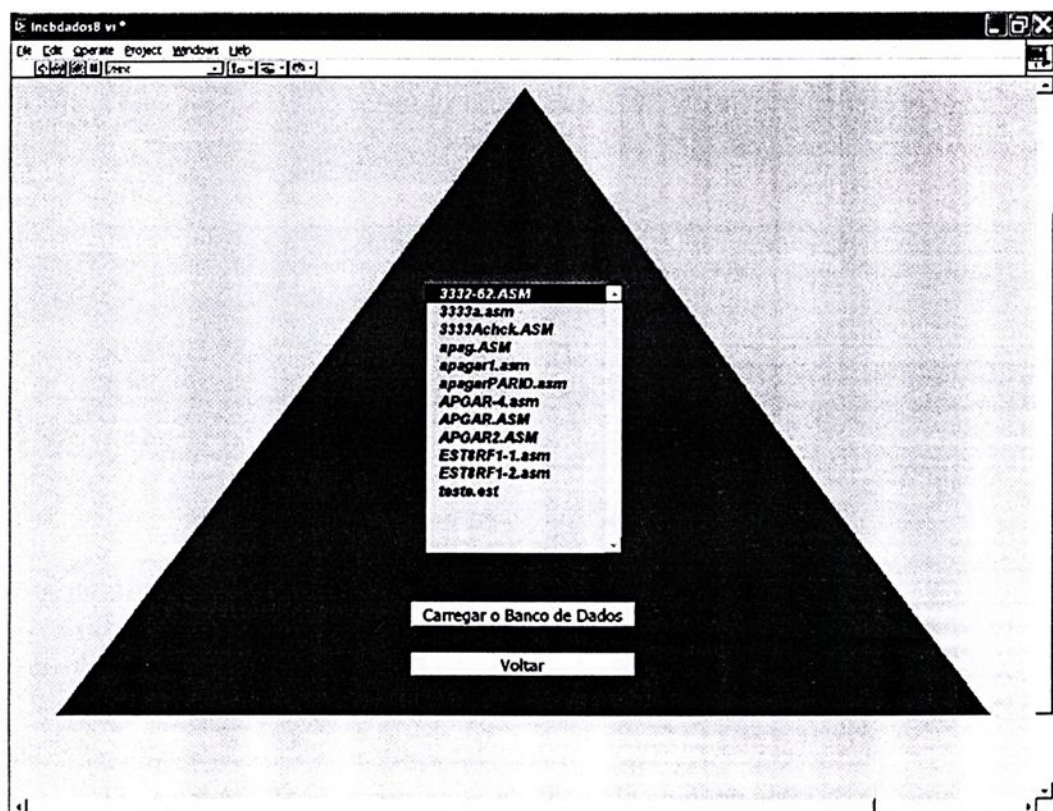 Incbdados8 vi *
File Edit Operate Project Windows Help
3332-62.ASM
3333a.asm
3333Achck.ASM
apag.ASM
apagar1.asm
apagarPARIO.asm
APGAR-4.asm
APGAR.ASM
APGAR2.ASM
EST8RF1-1.asm
EST8RF1-2.asm
teste.est
Carregar o Banco de Dados
Voltar